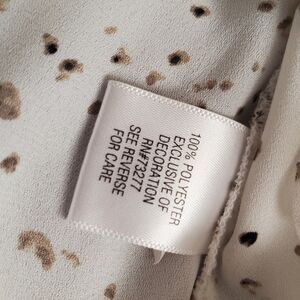 100% POLYESTER
EXCLUSIVE OF
DECORATION
RN#73277
SEE REVERSE
FOR CARE